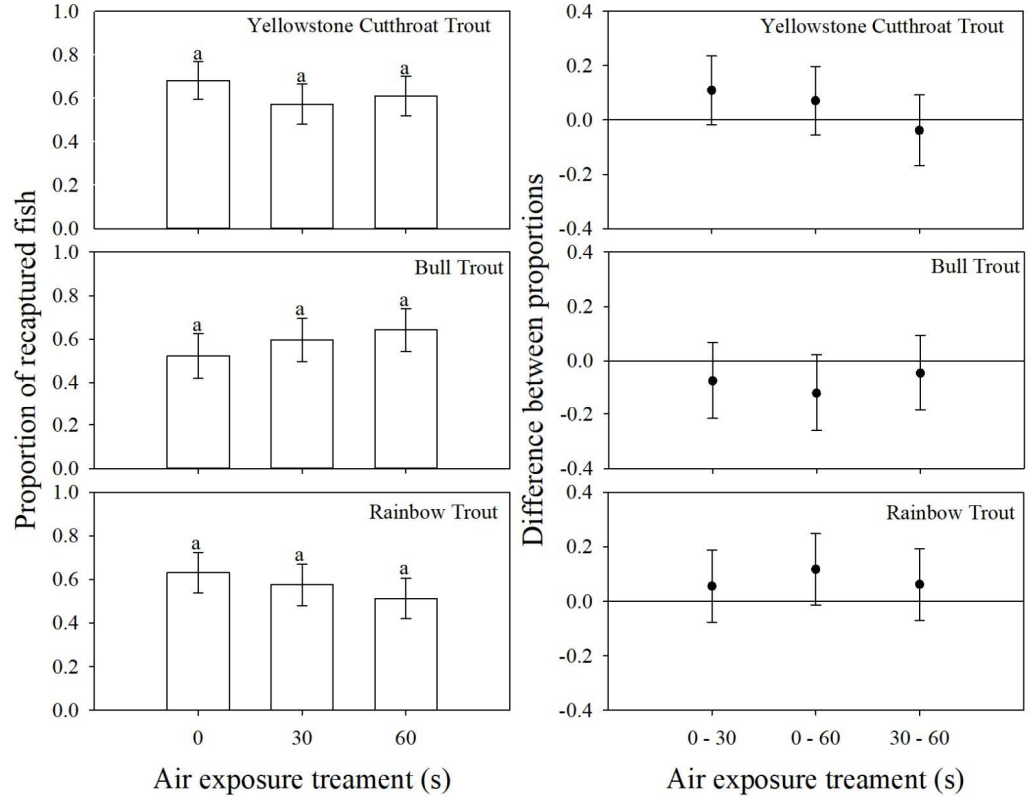 Proportion of recaptured fish
1.0
Yellowstone Cutthroat Trout
0.8
a
a
a
0.6
0.4
0.2
0.0
1.0
Bull Trout
0.8
a
a
a
0.6
0.4
0.2
0.0
1.0
Rainbow Trout
0.8
a
a
a
0.6
0.4
0.2
0.0
0 30 60
Air exposure treament (s)
Difference between proportions
0.4
Yellowstone Cutthroat Trout
0.2
0.0
-0.2
-0.4
0.4
Bull Trout
0.2
0.0
-0.2
-0.4
0.4
Rainbow Trout
0.2
0.0
-0.2
-0.4
0 - 30 0 - 60 30 - 60
Air exposure treament (s)